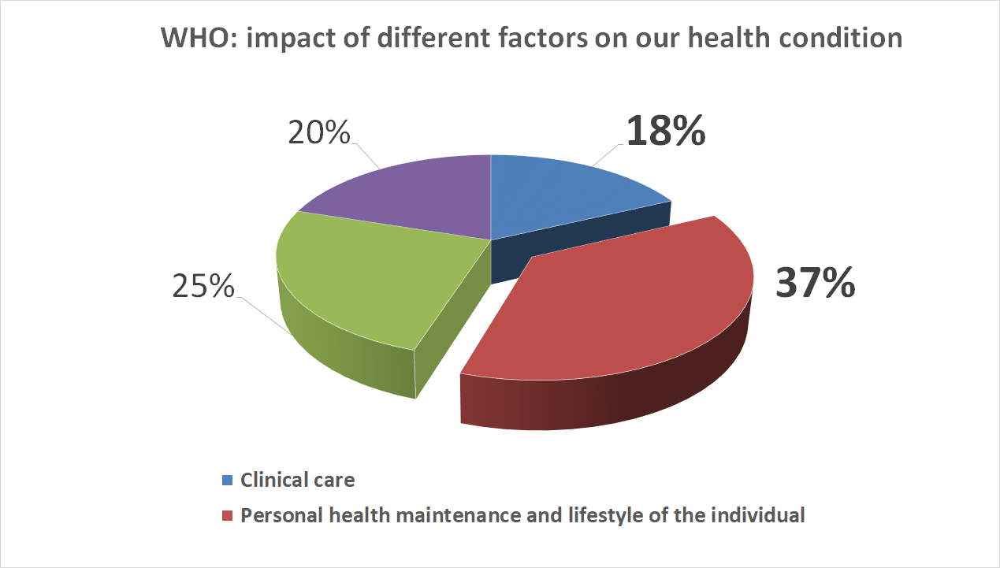 WHO: impact of different factors on our health condition
20%
18%
25%
37%
Clinical care
Personal health maintenance and lifestyle of the individual